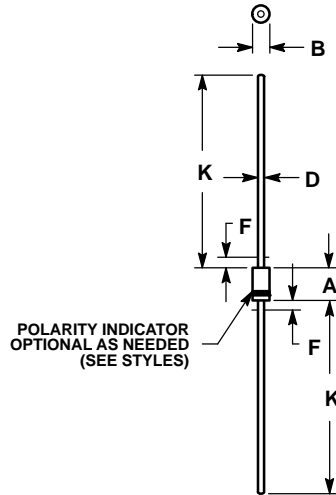 B
K
D
F
A
POLARITY INDICATOR
OPTIONAL AS NEEDED
(SEE STYLES)
F
K